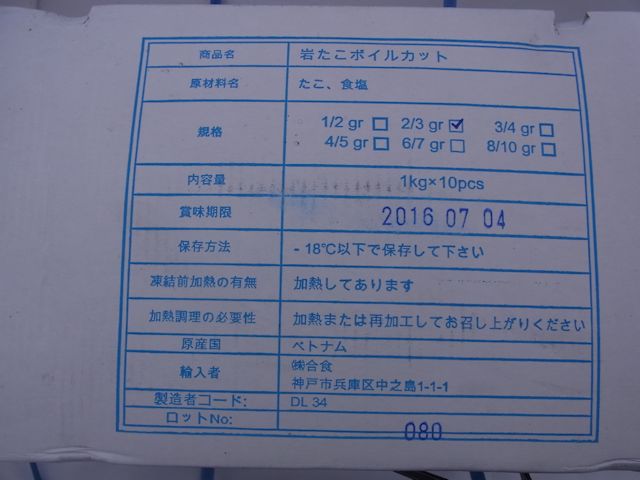 商品名 岩たこボイルカット
原材料名 たこ、食塩
規格 1/2 gr □ 2/3 gr ☑ 3/4 gr □
4/5 gr □ 6/7 gr □ 8/10 gr □
内容量 1kg×10pcs
賞味期限 2016 07 04
保存方法 - 18℃以下で保存して下さい
凍結前加熱の有無 加熱してあります
加熱調理の必要性 加熱または再加工してお召し上がりください
原産国 ベトナム
輸入者 ㈱合食
神戸市兵庫区中之島1-1-1
製造者コード: DL 34
ロットNo: 080